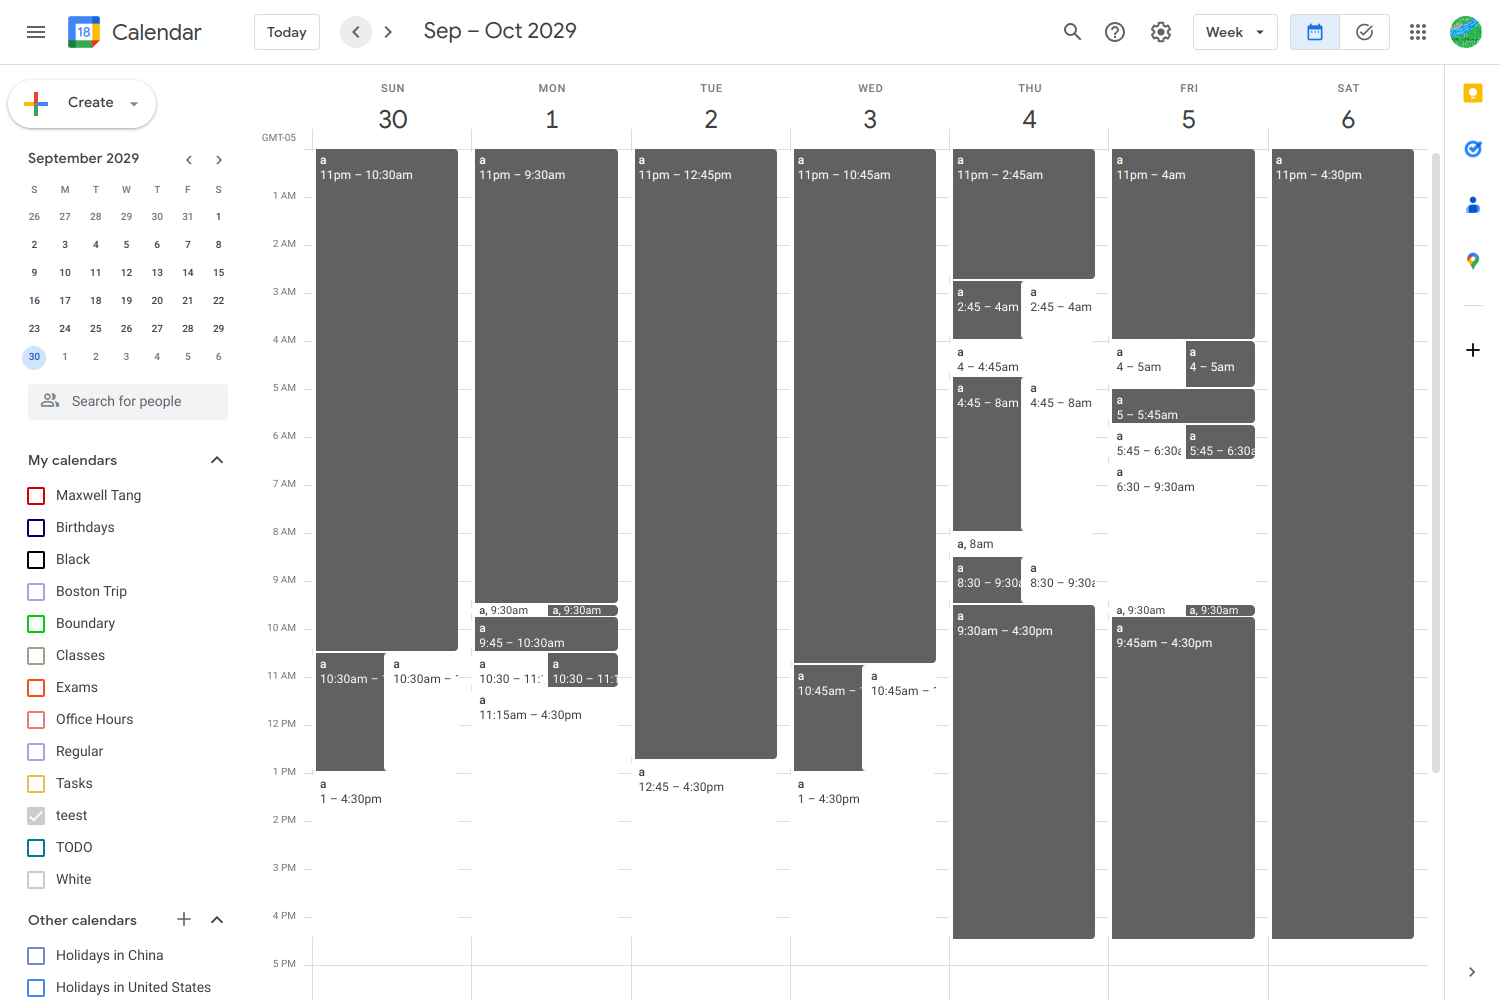 18 Calendar Today Sep – Oct 2029 Week
Create
September 2029
S M T W T F S
26 27 28 29 30 31 1
2 3 4 5 6 7 8
9 10 11 12 13 14 15
16 17 18 19 20 21 22
23 24 25 26 27 28 29
30 1 2 3 4 5 6
Search for people
My calendars
Maxwell Tang
Birthdays
Black
Boston Trip
Boundary
Classes
Exams
Office Hours
Regular
Tasks
teest
TODO
White
Other calendars
Holidays in China
Holidays in United States
GMT-05
1 AM
2 AM
3 AM
4 AM
5 AM
6 AM
7 AM
8 AM
9 AM
10 AM
11 AM
12 PM
1 PM
2 PM
3 PM
4 PM
5 PM
SUN
30
a
11pm – 10:30am
a
10:30am –
a
10:30am –
a
1 – 4:30pm
MON
1
a
11pm – 9:30am
a, 9:30am
a, 9:30am
a
9:45 – 10:30am
a
10:30 – 11:
a
10:30 – 11:1
a
11:15am – 4:30pm
TUE
2
a
11pm – 12:45pm
a
12:45 – 4:30pm
WED
3
a
11pm – 10:45am
a
10:45am –
a
10:45am –
a
1 – 4:30pm
THU
4
a
11pm – 2:45am
a
2:45 – 4am
a
2:45 – 4am
a
4 – 4:45am
a
4:45 – 8am
a
4:45 – 8am
a, 8am
a
8:30 – 9:30a
a
8:30 – 9:30a
a
9:30am – 4:30pm
FRI
5
a
11pm – 4am
a
4 – 5am
a
4 – 5am
a
5 – 5:45am
a
5:45 – 6:30a
a
5:45 – 6:30a
a
6:30 – 9:30am
a, 9:30am
a, 9:30am
a
9:45am – 4:30pm
SAT
6
a
11pm – 4:30pm